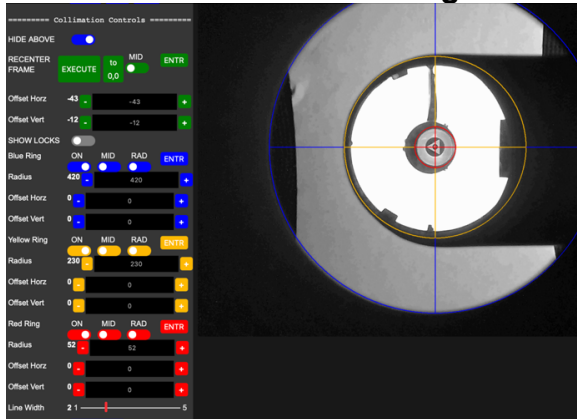 ========= Collimation Controls =========
HIDE ABOVE
RECENTER FRAME EXECUTE to 0,0 MID ENTR
Offset Horz -43 - -43 +
Offset Vert -12 - -12 +
SHOW LOCKS
Blue Ring ON MID RAD ENTR
Radius 420 - 420 +
Offset Horz 0 - 0 +
Offset Vert 0 - 0 +
Yellow Ring ON MID RAD ENTR
Radius 230 - 230 +
Offset Horz 0 - 0 +
Offset Vert 0 - 0 +
Red Ring ON MID RAD ENTR
Radius 52 - 52 +
Offset Horz 0 - 0 +
Offset Vert 0 - 0 +
Line Width 2 1 5